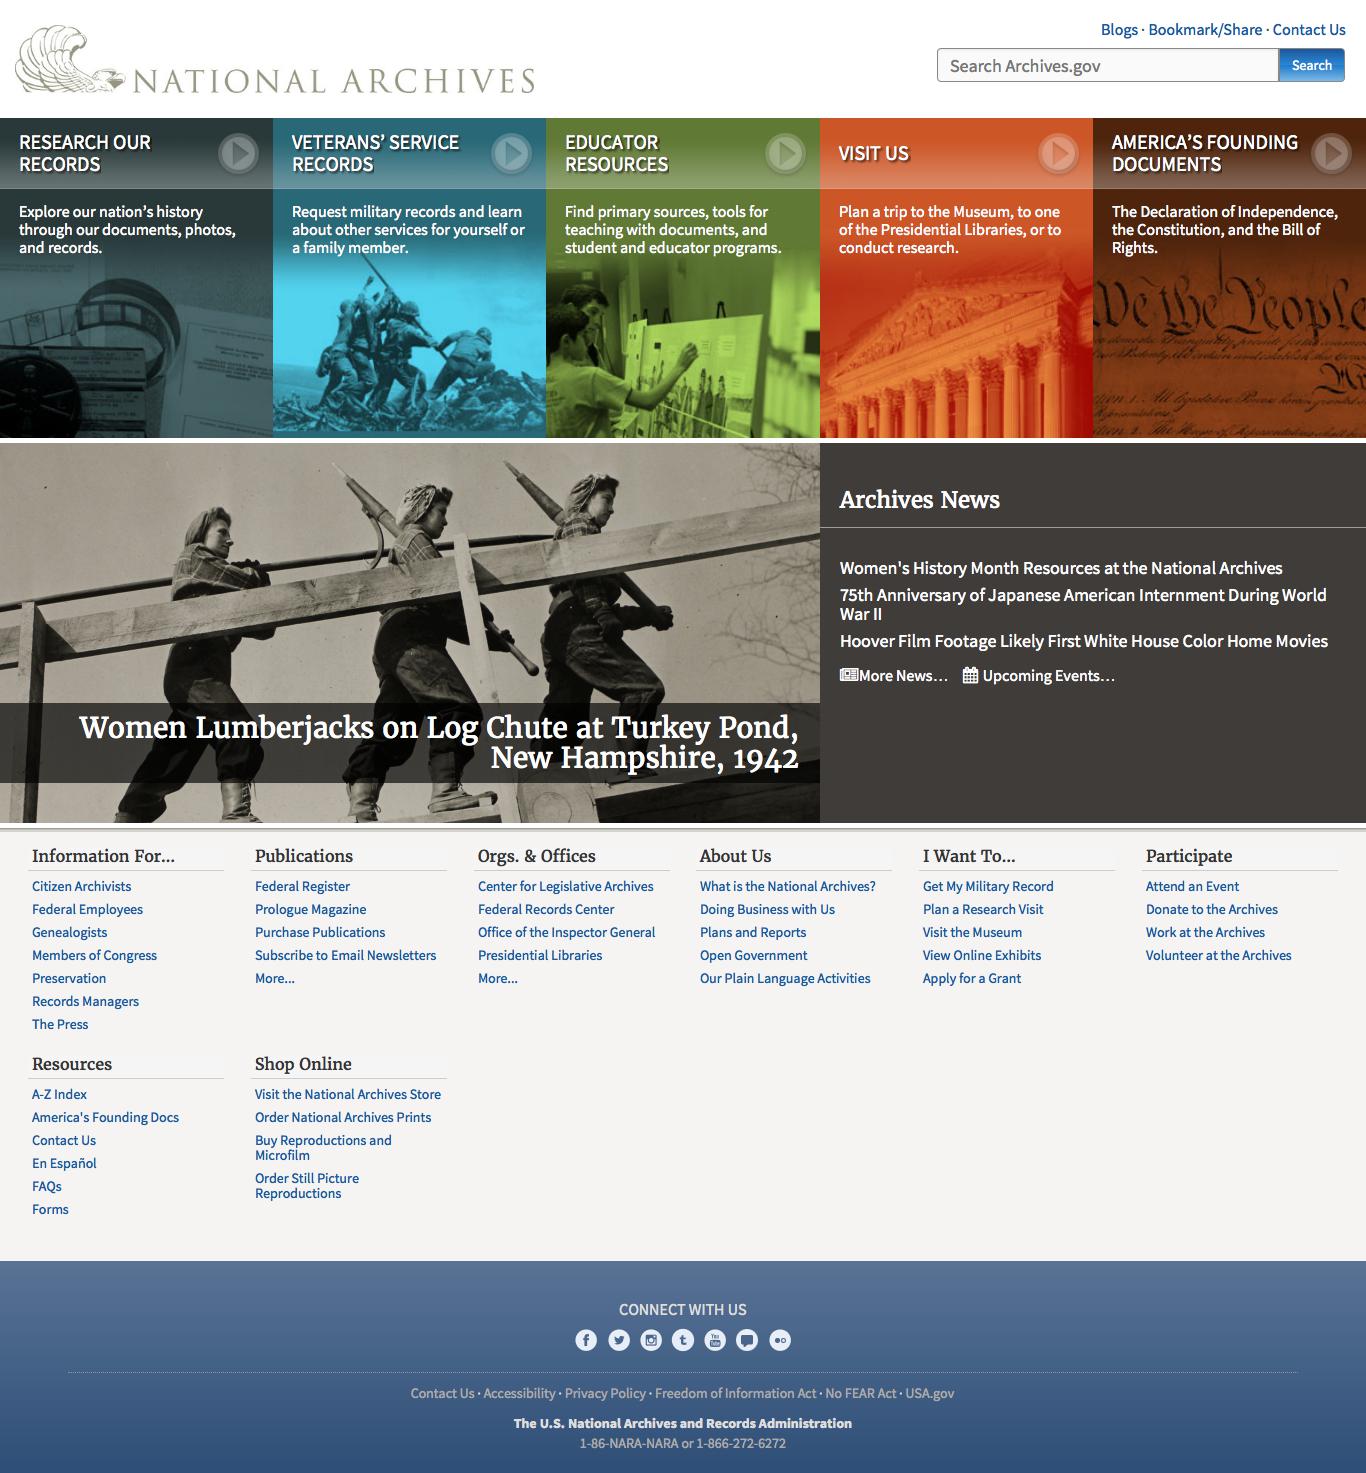 Blogs · Bookmark/Share · Contact Us
NATIONAL ARCHIVES
Search Archives.gov
Search
RESEARCH OUR
RECORDS
Explore our nation's history
through our documents, photos,
and records.
VETERANS' SERVICE
RECORDS
Request military records and learn
about other services for yourself or
a family member.
EDUCATOR
RESOURCES
Find primary sources, tools for
teaching with documents, and
student and educator programs.
VISIT US
Plan a trip to the Museum, to one
of the Presidential Libraries, or to
conduct research.
AMERICA'S FOUNDING
DOCUMENTS
The Declaration of Independence,
the Constitution, and the Bill of
Rights.
We the People
Women Lumberjacks on Log Chute at Turkey Pond,
New Hampshire, 1942
Archives News
Women's History Month Resources at the National Archives
75th Anniversary of Japanese American Internment During World
War II
Hoover Film Footage Likely First White House Color Home Movies
More News… Upcoming Events…
Information For…
Citizen Archivists
Federal Employees
Genealogists
Members of Congress
Preservation
Records Managers
The Press
Publications
Federal Register
Prologue Magazine
Purchase Publications
Subscribe to Email Newsletters
More...
Orgs. & Offices
Center for Legislative Archives
Federal Records Center
Office of the Inspector General
Presidential Libraries
More...
About Us
What is the National Archives?
Doing Business with Us
Plans and Reports
Open Government
Our Plain Language Activities
I Want To…
Get My Military Record
Plan a Research Visit
Visit the Museum
View Online Exhibits
Apply for a Grant
Participate
Attend an Event
Donate to the Archives
Work at the Archives
Volunteer at the Archives
Resources
A-Z Index
America's Founding Docs
Contact Us
En Español
FAQs
Forms
Shop Online
Visit the National Archives Store
Order National Archives Prints
Buy Reproductions and
Microfilm
Order Still Picture
Reproductions
CONNECT WITH US
Contact Us · Accessibility · Privacy Policy · Freedom of Information Act · No FEAR Act · USA.gov
The U.S. National Archives and Records Administration
1-86-NARA-NARA or 1-866-272-6272